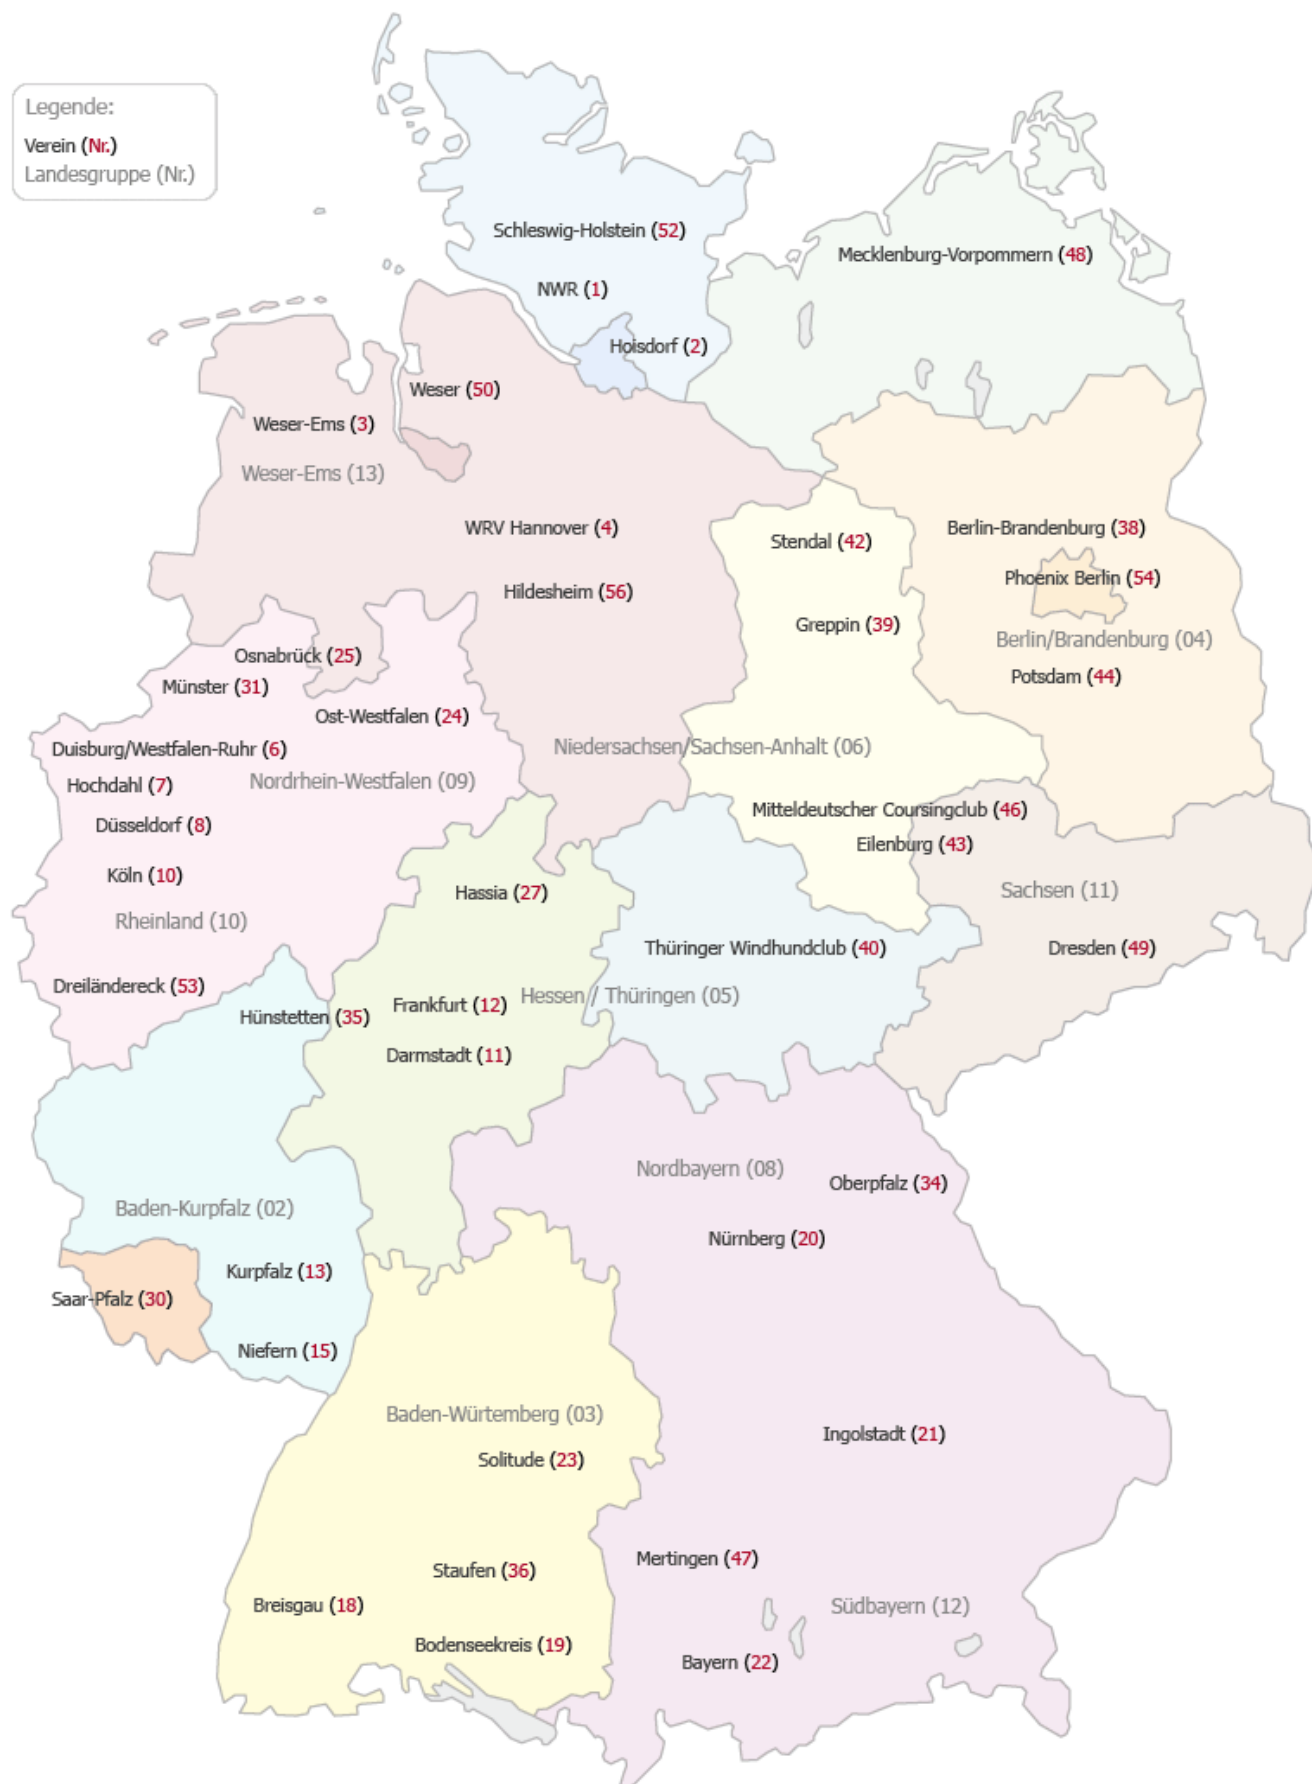 Legende:
Verein (Nr.)
Landesgruppe (Nr.)
Schleswig-Holstein (52)
Mecklenburg-Vorpommern (48)
NWR (1)
Hoisdorf (2)
Weser (50)
Weser-Ems (3)
Weser-Ems (13)
WRV Hannover (4)
Berlin-Brandenburg (38)
Stendal (42)
Phoenix Berlin (54)
Hildesheim (56)
Greppin (39)
Berlin/Brandenburg (04)
Osnabrück (25)
Potsdam (44)
Münster (31)
Ost-Westfalen (24)
Duisburg/Westfalen-Ruhr (6)
Niedersachsen/Sachsen-Anhalt (06)
Hochdahl (7)
Nordrhein-Westfalen (09)
Mitteldeutscher Coursingclub (46)
Düsseldorf (8)
Eilenburg (43)
Köln (10)
Hassia (27)
Sachsen (11)
Rheinland (10)
Thüringer Windhundclub (40)
Dresden (49)
Dreiländereck (53)
Hessen / Thüringen (05)
Frankfurt (12)
Hünstetten (35)
Darmstadt (11)
Nordbayern (08)
Oberpfalz (34)
Baden-Kurpfalz (02)
Nürnberg (20)
Kurpfalz (13)
Saar-Pfalz (30)
Niefern (15)
Baden-Würtemberg (03)
Ingolstadt (21)
Solitude (23)
Mertingen (47)
Staufen (36)
Breisgau (18)
Südbayern (12)
Bodenseekreis (19)
Bayern (22)